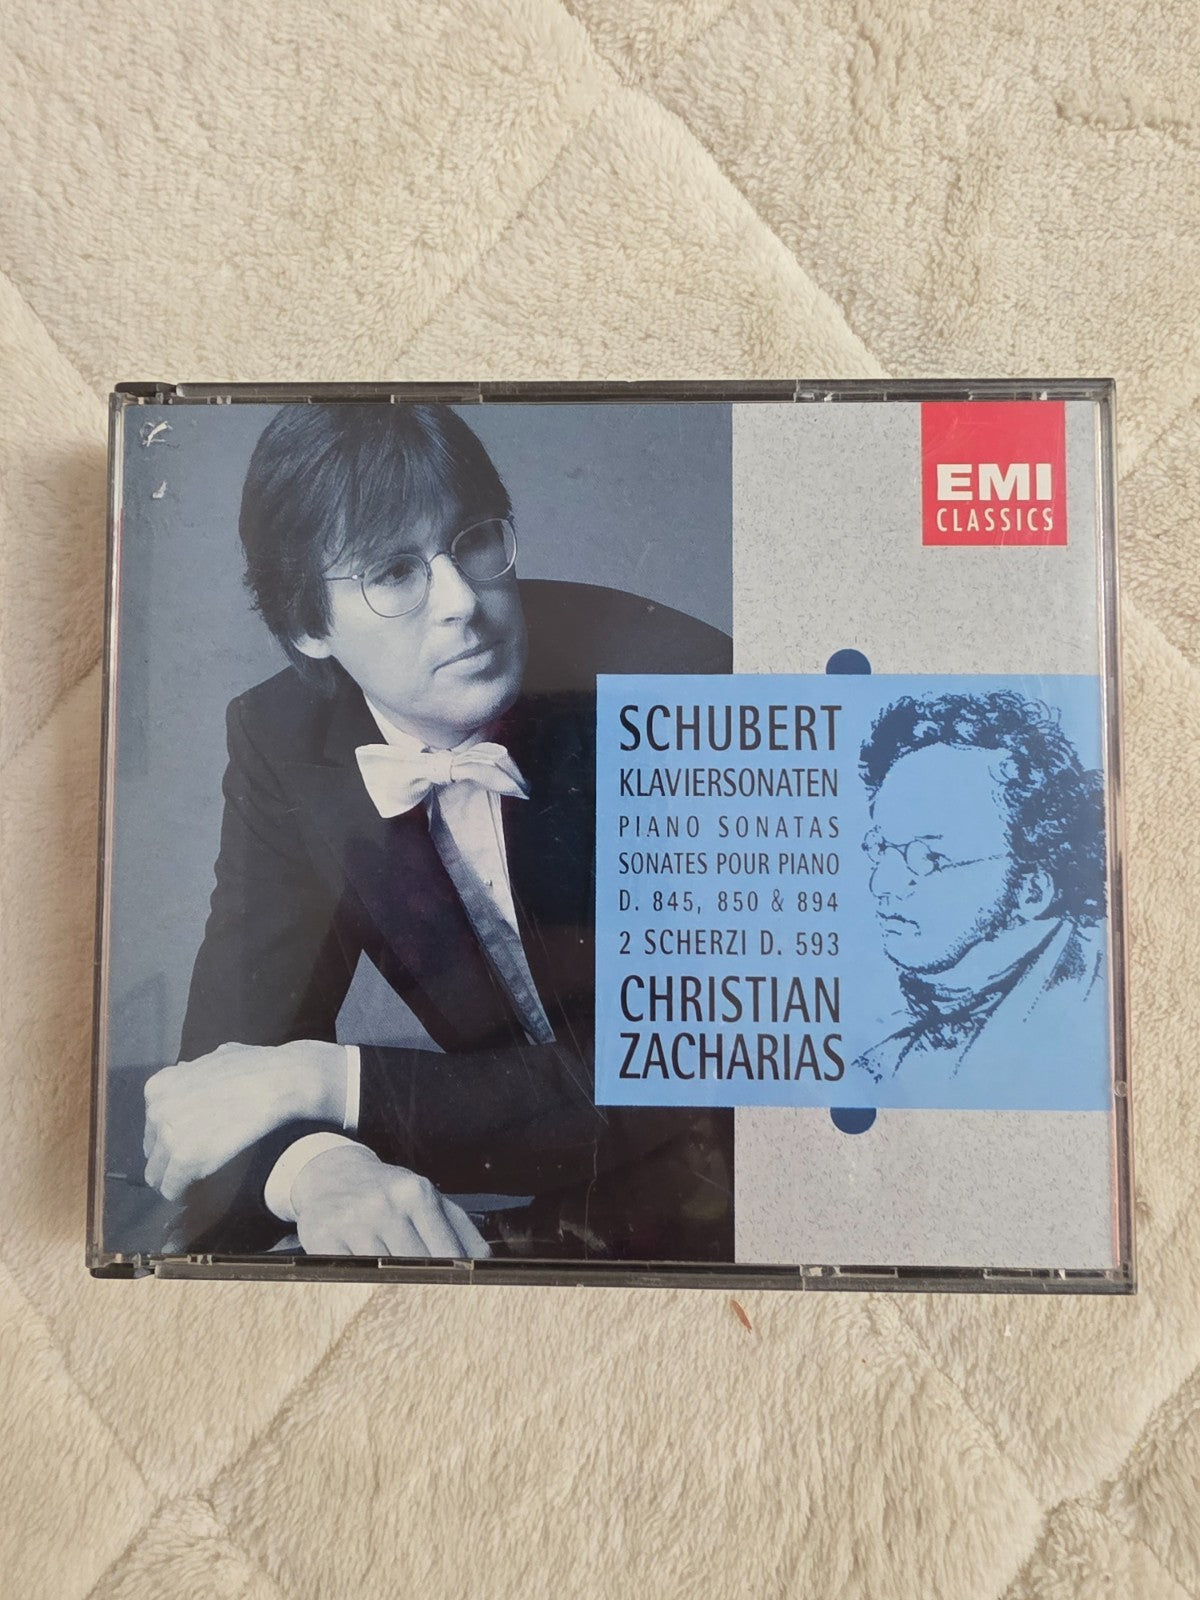 EMI
CLASSICS
SCHUBERT
KLAVIERSONATEN
PIANO SONATAS
SONATES POUR PIANO
D. 845, 850 & 894
2 SCHERZI D. 593
CHRISTIAN
ZACHARIAS